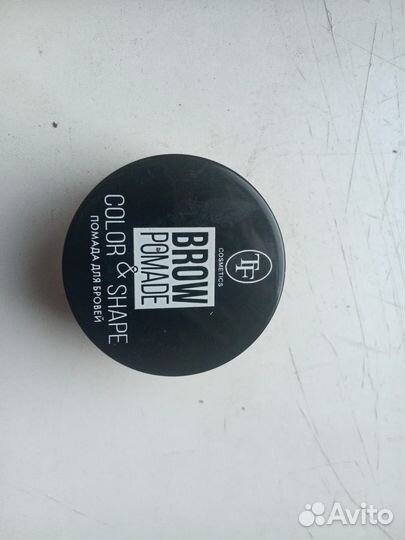 TF
COSMETICS
BROW
POMADE
COLOR & SHAPE
ПОМАДА ДЛЯ БРОВЕЙ
Avito